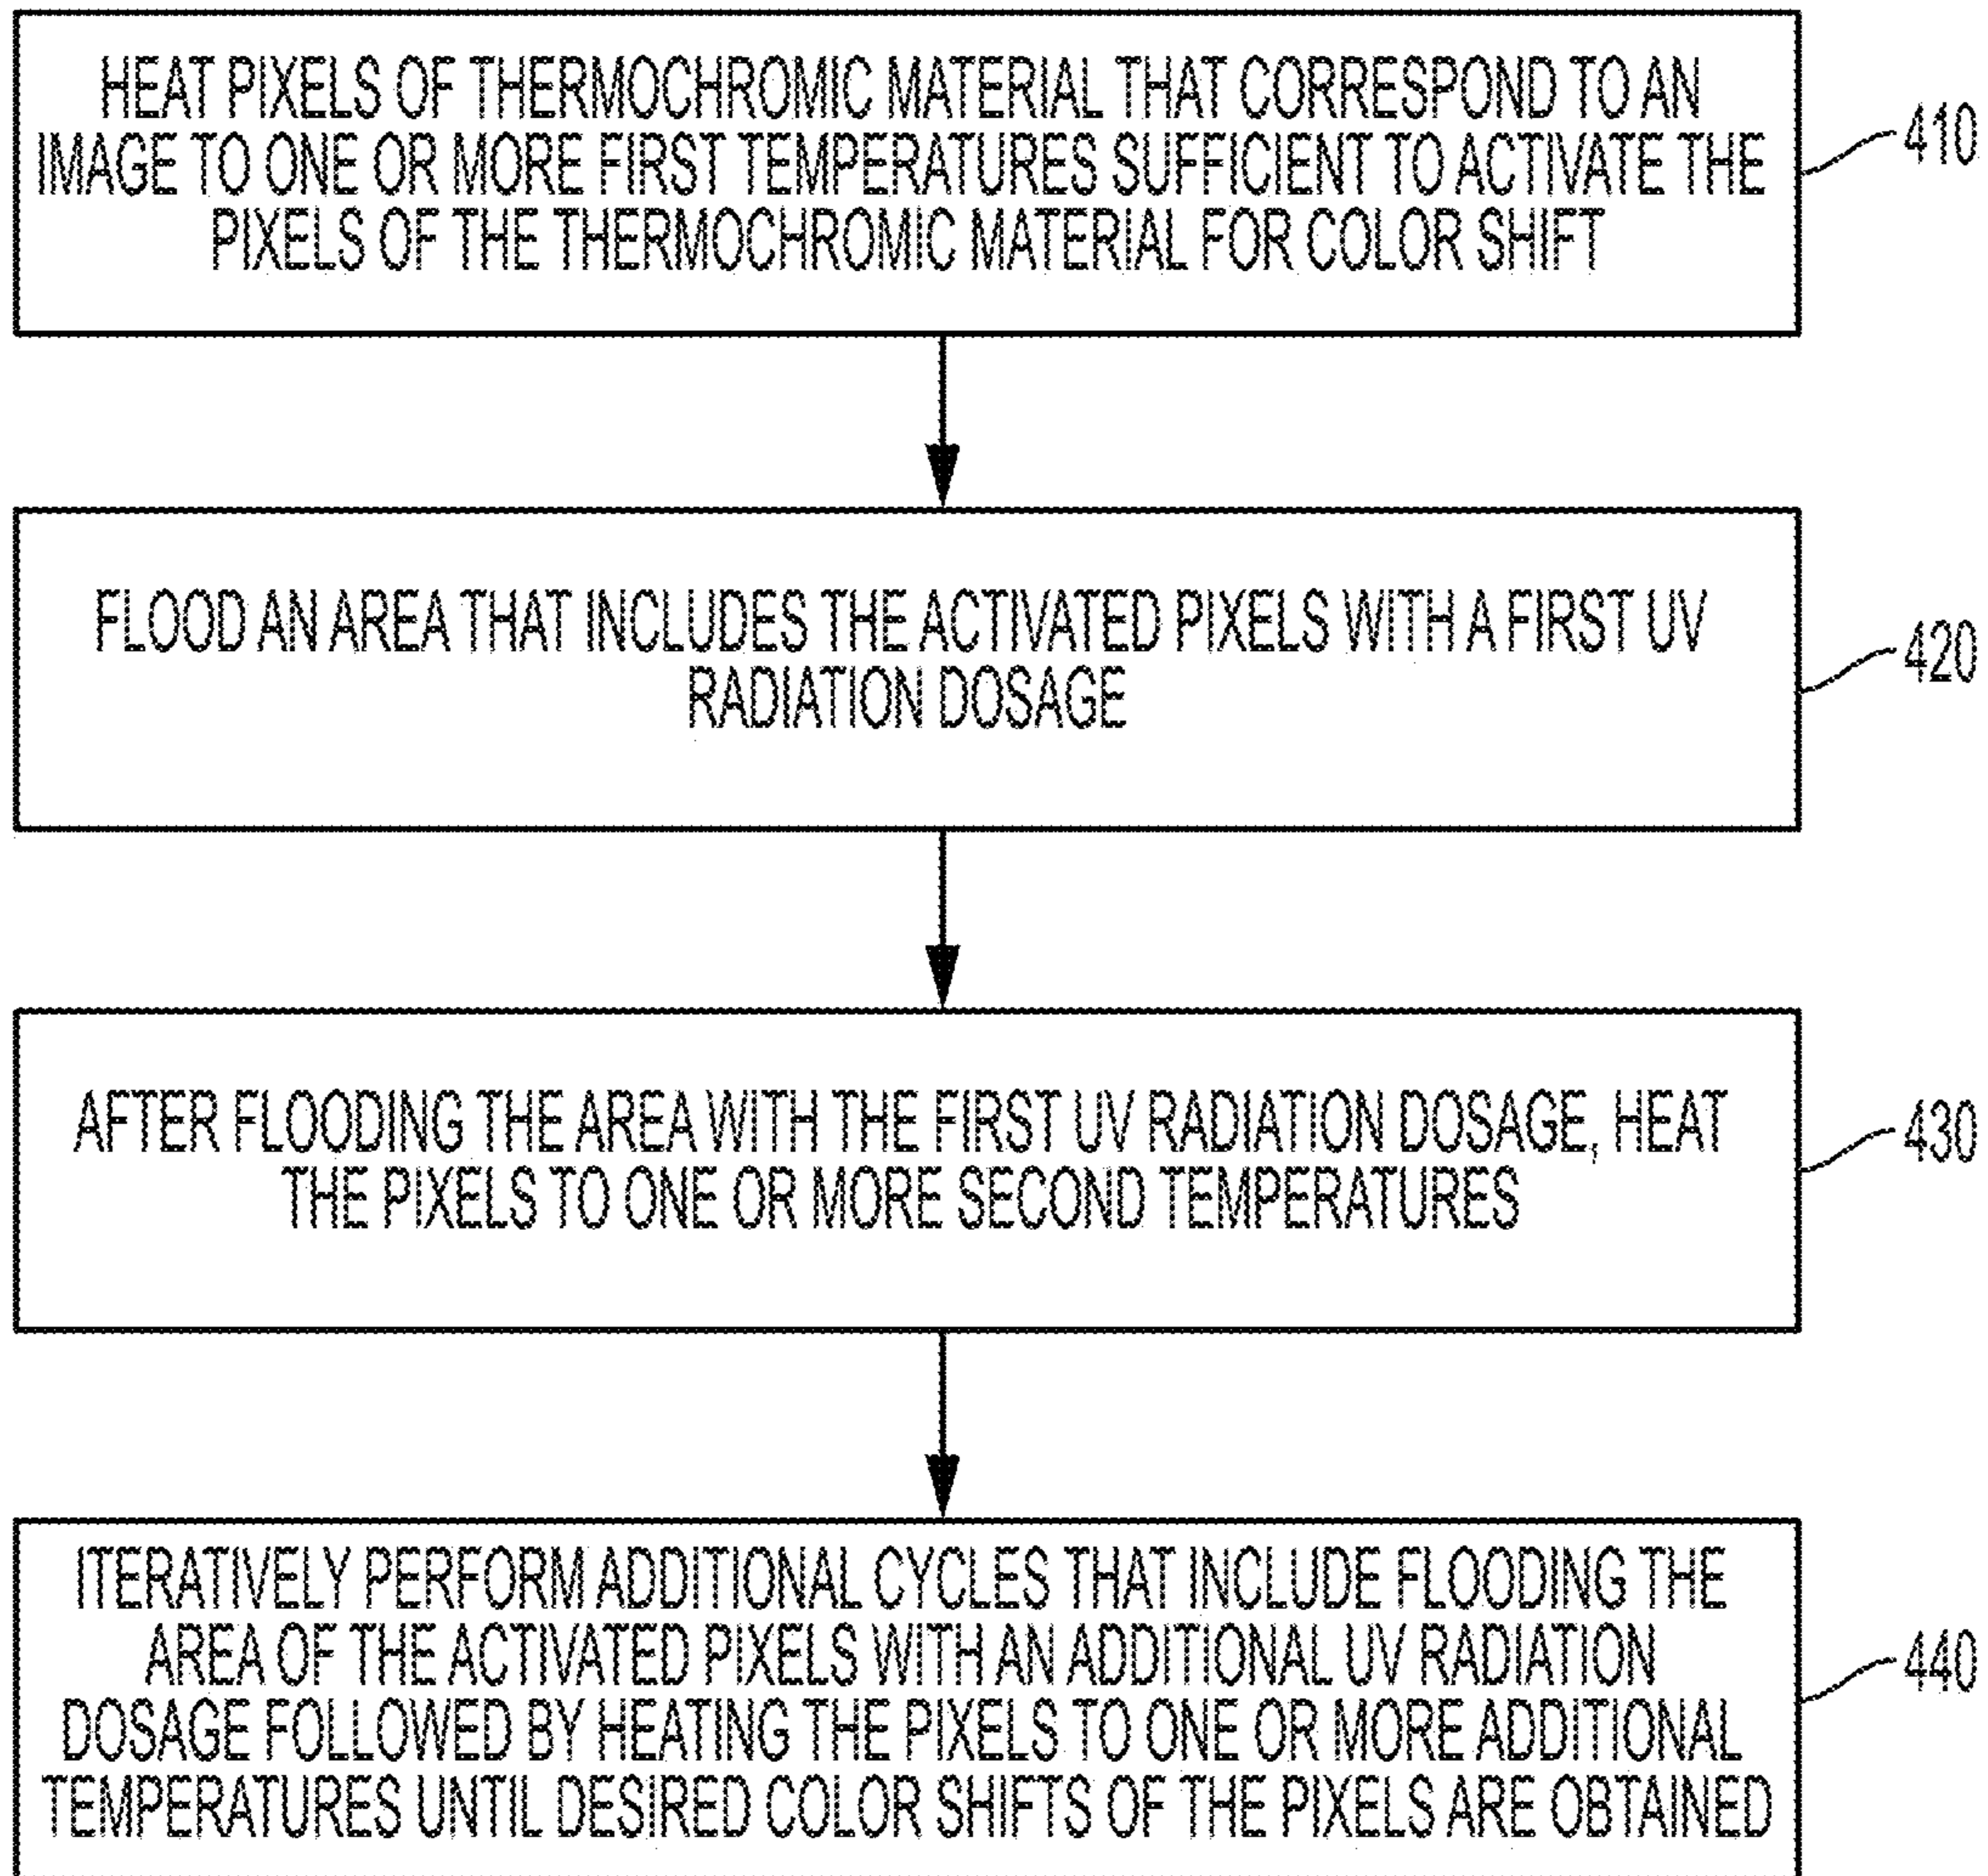 HEAT PIXELS OF THERMOCHROMIC MATERIAL THAT CORRESPOND TO AN
IMAGE TO ONE OR MORE FIRST TEMPERATURES SUFFICIENT TO ACTIVATE THE
PIXELS OF THE THERMOCHROMIC MATERIAL FOR COLOR SHIFT
410
FLOOD AN AREA THAT INCLUDES THE ACTIVATED PIXELS WITH A FIRST UV
RADIATION DOSAGE
420
AFTER FLOODING THE AREA WITH THE FIRST UV RADIATION DOSAGE, HEAT
THE PIXELS TO ONE OR MORE SECOND TEMPERATURES
430
ITERATIVELY PERFORM ADDITIONAL CYCLES THAT INCLUDE FLOODING THE
AREA OF THE ACTIVATED PIXELS WITH AN ADDITIONAL UV RADIATION
DOSAGE FOLLOWED BY HEATING THE PIXELS TO ONE OR MORE ADDITIONAL
TEMPERATURES UNTIL DESIRED COLOR SHIFTS OF THE PIXELS ARE OBTAINED
440